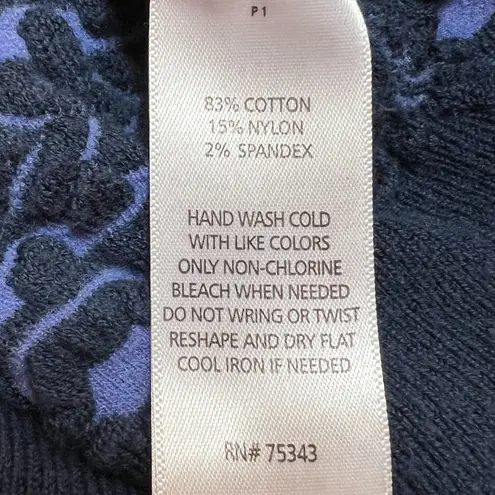 P 1
83% COTTON
15% NYLON
2% SPANDEX
HAND WASH COLD
WITH LIKE COLORS
ONLY NON-CHLORINE
BLEACH WHEN NEEDED
DO NOT WRING OR TWIST
RESHAPE AND DRY FLAT
COOL IRON IF NEEDED
RN# 75343